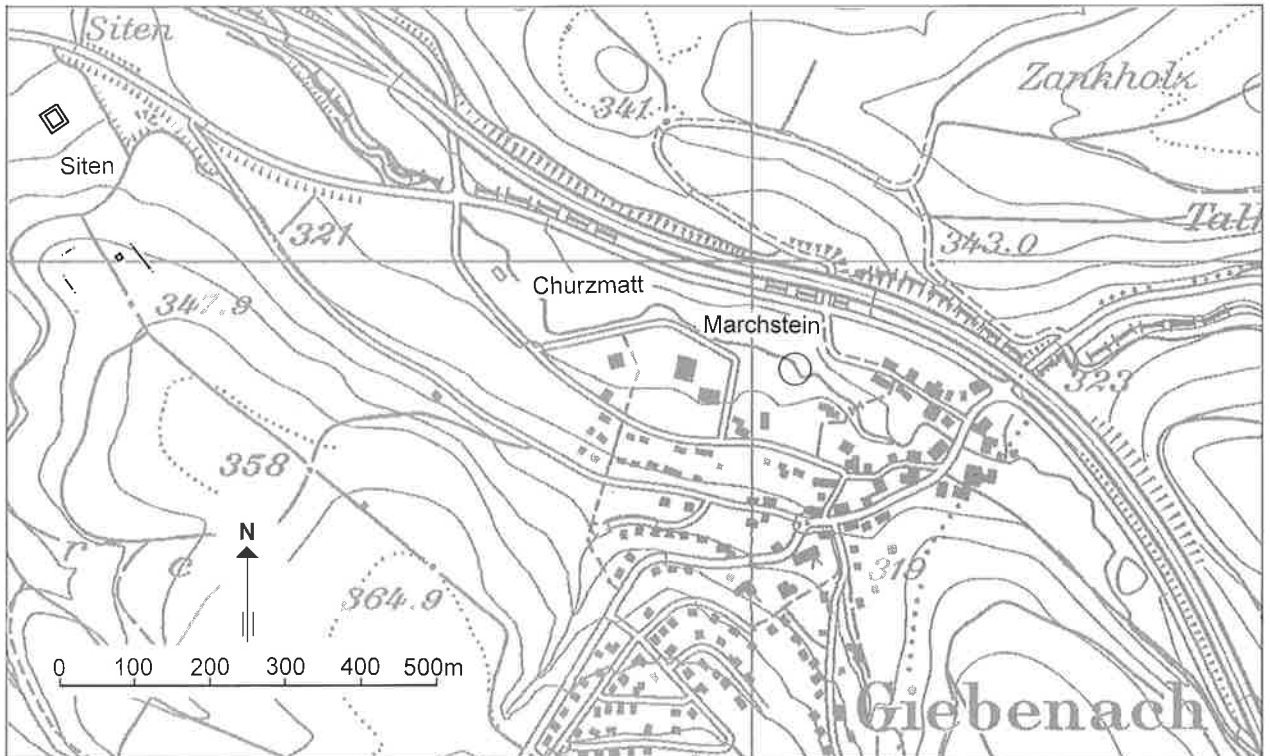 Siten
341
Zankholz
Siten
Tal
321
343.0
Churzmatt
347.9
Marchstein
323
358
N
r
c
319
364.9
0 100 200 300 400 500m
Giebenach